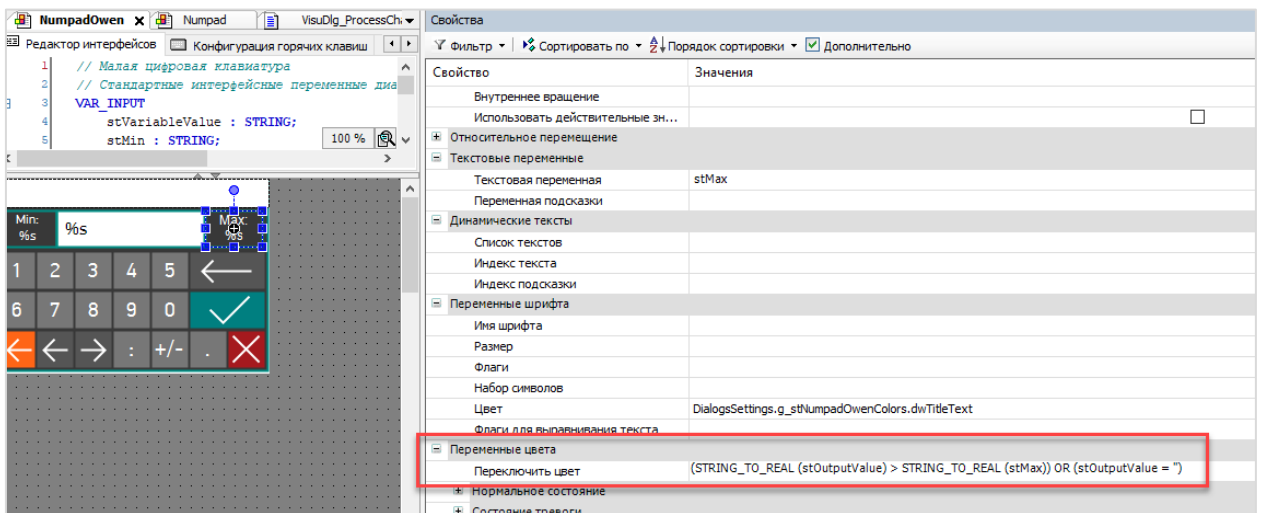 NumpadOwen Numpad VisuDlg_ProcessCh
Редактор интерфейсов Конфигурация горячих клавиш
1 // Малая цифровая клавиатура
2 // Стандартные интерфейсные переменные диа
3 VAR_INPUT
4 stVariableValue : STRING;
5 stMin : STRING;
100 %
Min:
%s
%s
Max:
%s
1 2 3 4 5
6 7 8 9 0
: +/- .
Свойства
Фильтр Сортировать по Порядок сортировки Дополнительно
Свойство Значения
Внутреннее вращение
Использовать действительные зн...
Относительное перемещение
Текстовые переменные
Текстовая переменная stMax
Переменная подсказки
Динамические тексты
Список текстов
Индекс текста
Индекс подсказки
Переменные шрифта
Имя шрифта
Размер
Флаги
Набор символов
Цвет DialogsSettings.g_stNumpadOwenColors.dwTitleText
Флаги для выравнивания текста
Переменные цвета
Переключить цвет (STRING_TO_REAL (stOutputValue) > STRING_TO_REAL (stMax)) OR (stOutputValue = '')
Нормальное состояние
Состояние тревоги